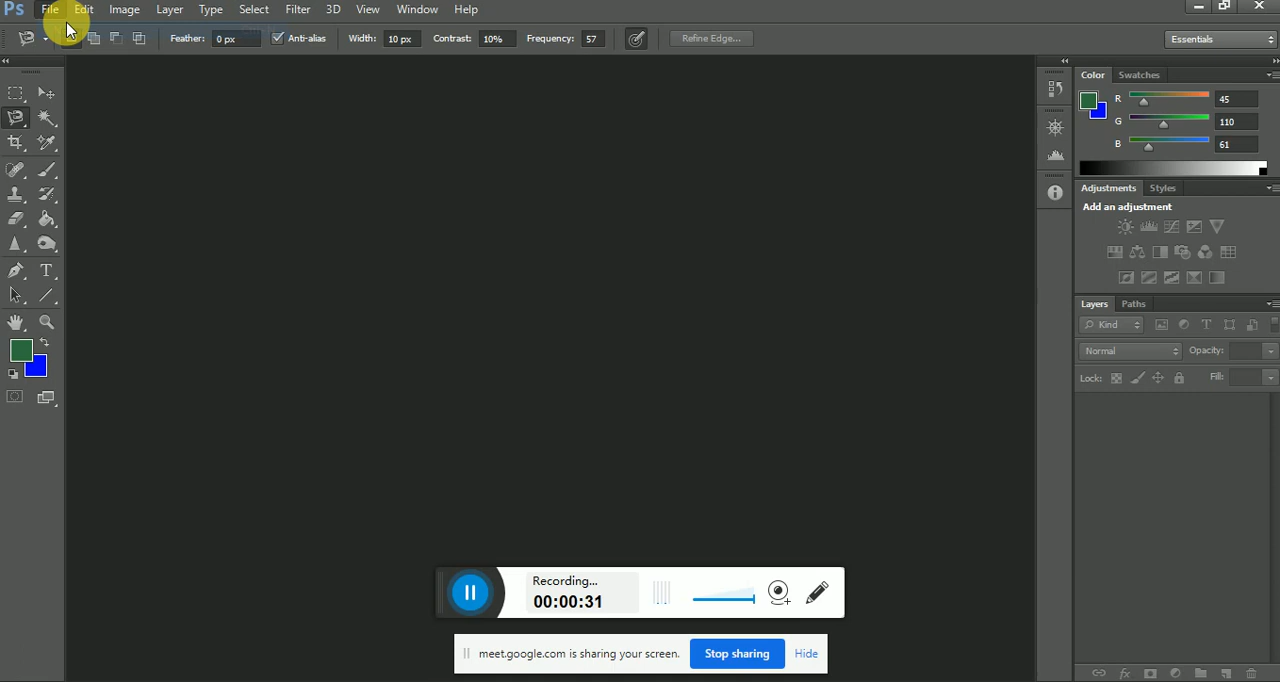 Ps File Edit Image Layer Type Select Filter 3D View Window Help
Feather: 0 px Anti-alias Width: 10 px Contrast: 10% Frequency: 57 Refine Edge... Essentials
Color Swatches
R 45
G 110
B 61
Adjustments Styles
Add an adjustment
Layers Paths
Kind
Normal Opacity:
Lock: Fill:
Recording...
00:00:31
meet.google.com is sharing your screen. Stop sharing Hide